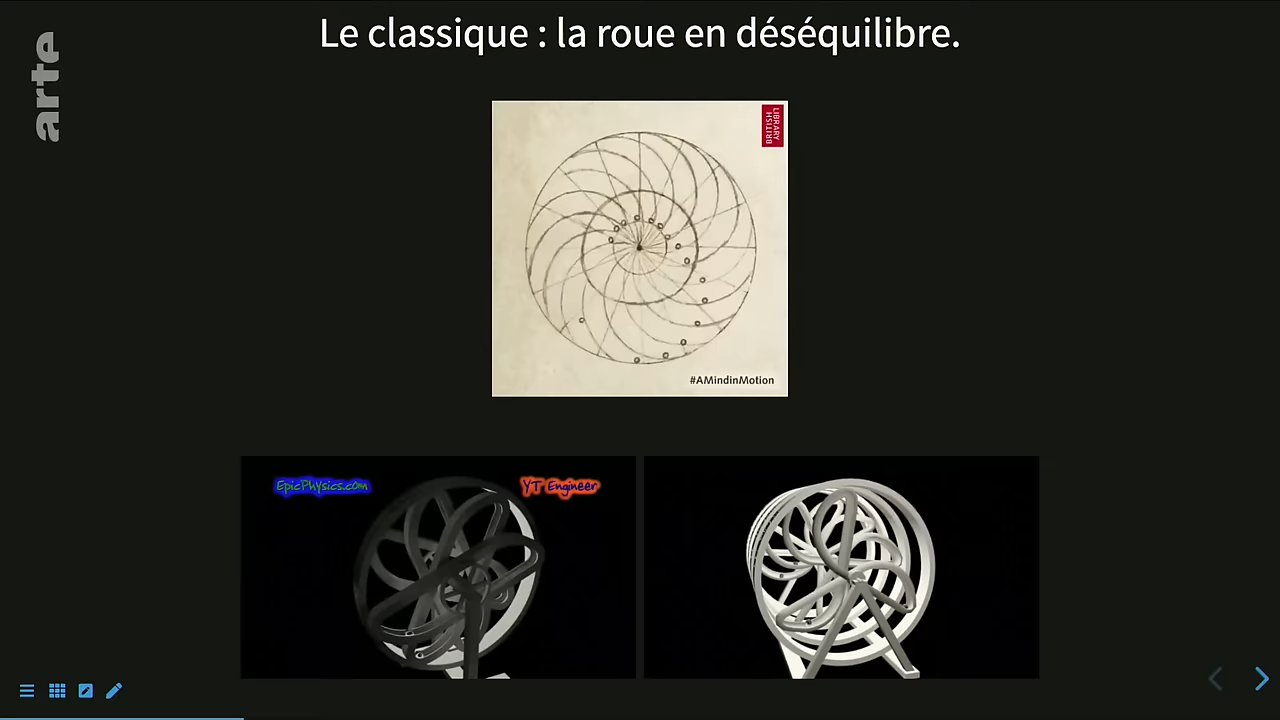 Le classique : la roue en déséquilibre.
arte
BRITISH
LIBRARY
#AMindinMotion
EpicPhysics.com
YT Engineer